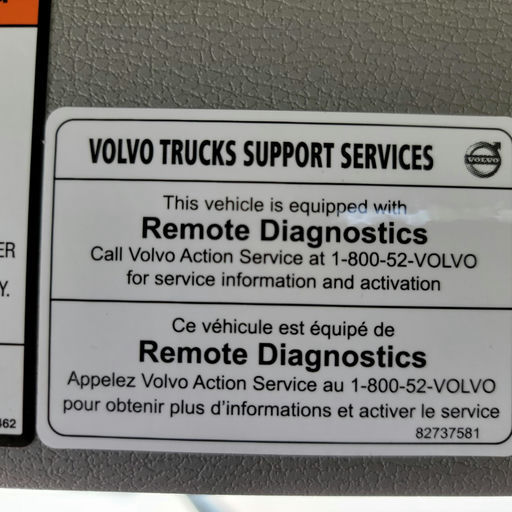 VOLVO TRUCKS SUPPORT SERVICES
VOLVO
This vehicle is equipped with
Remote Diagnostics
Call Volvo Action Service at 1-800-52-VOLVO
for service information and activation
Ce véhicule est équipé de
Remote Diagnostics
Appelez Volvo Action Service au 1-800-52-VOLVO
pour obtenir plus d'informations et activer le service
82737581
ER
Y.
462